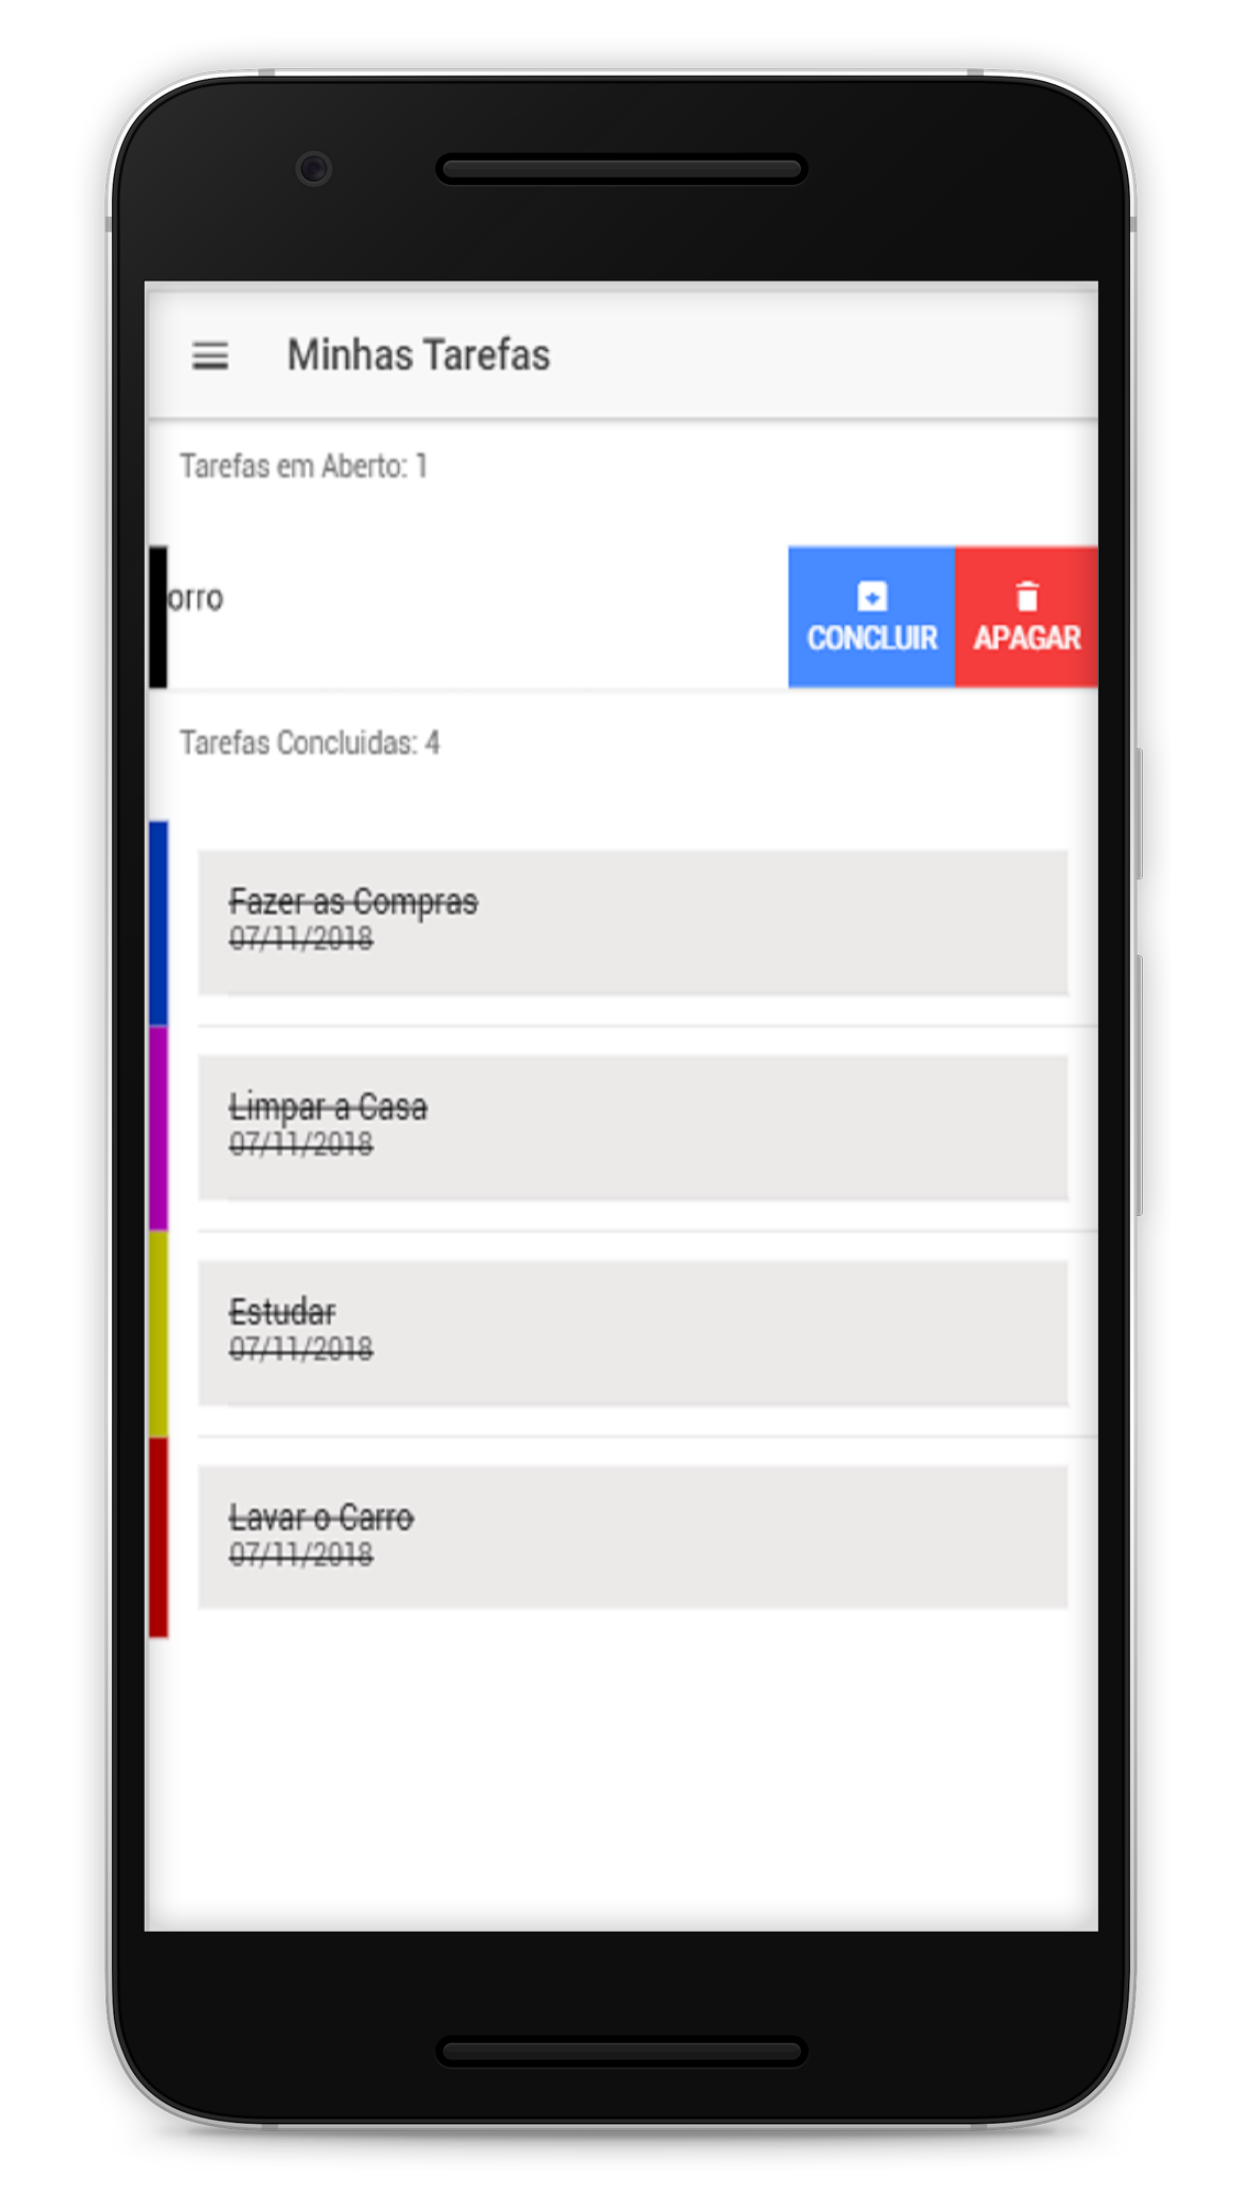 Minhas Tarefas
Tarefas em Aberto: 1
orro
CONCLUIR
APAGAR
Tarefas Concluidas: 4
Fazer as Compras
07/11/2018
Limpar a Casa
07/11/2018
Estudar
07/11/2018
Lavar o Carro
07/11/2018